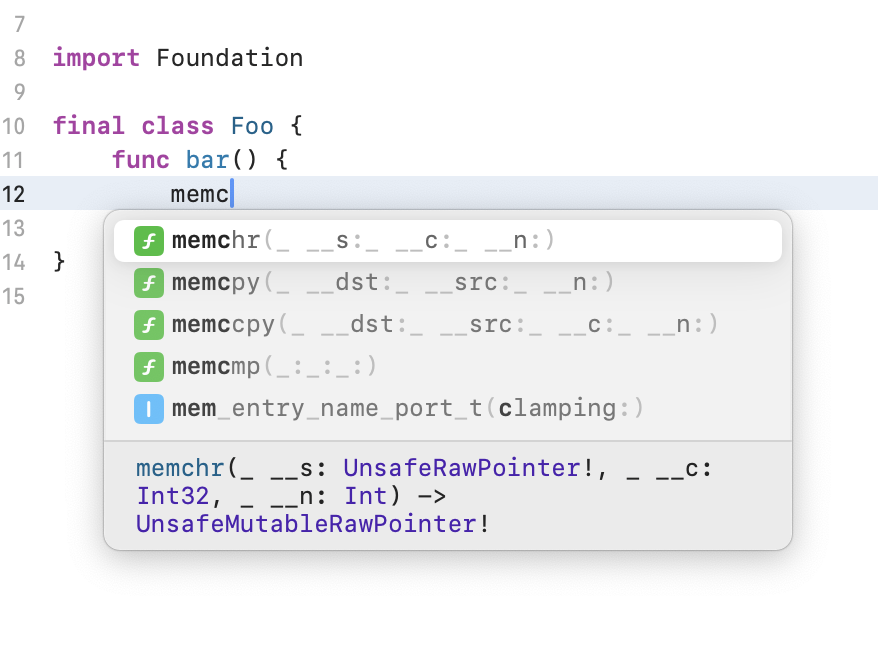 7
8 import Foundation
9
10 final class Foo {
11 func bar() {
12 memc
13
memchr(_ __s:_ __c:_ __n:)
14 }
memcpy(_ __dst:_ __src:_ __n:)
15
memccpy(_ __dst:_ __src:_ __c:_ __n:)
memcmp(_:_:_:)
mem_entry_name_port_t(clamping:)
memchr(_ __s: UnsafeRawPointer!, _ __c:
Int32, _ __n: Int) ->
UnsafeMutableRawPointer!